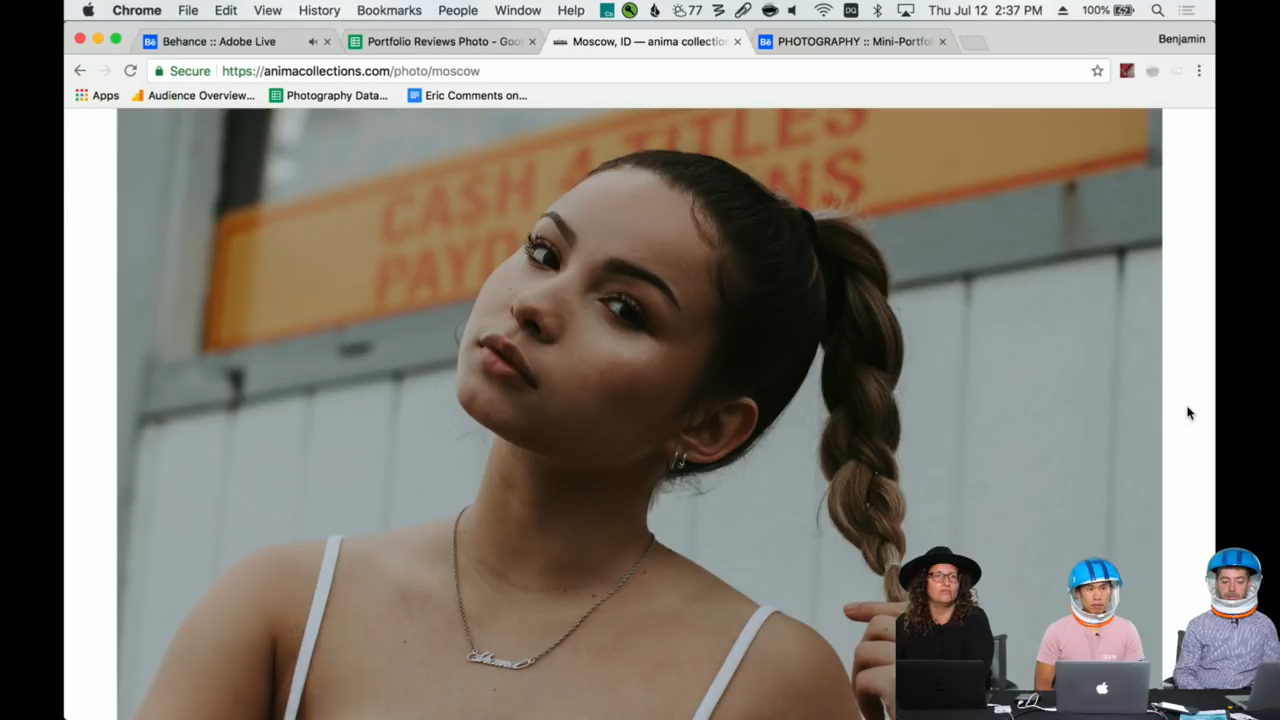 Chrome File Edit View History Bookmarks People Window Help 77 Thu Jul 12 2:37 PM 100%
Behance :: Adobe Live Portfolio Reviews Photo - Goo Moscow, ID — anima collection PHOTOGRAPHY :: Mini-Portfol Benjamin
Secure https://animacollections.com/photo/moscow
Apps Audience Overview... Photography Data... Eric Comments on...
CASH 4 TITLES